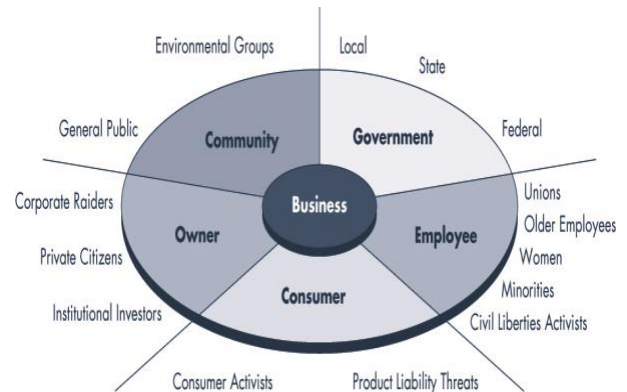 Environmental Groups
Local
State
General Public
Community
Government
Federal
Corporate Raiders
Business
Unions
Owner
Employee
Older Employees
Private Citizens
Women
Consumer
Minorities
Institutional Investors
Civil Liberties Activists
Consumer Activists
Product Liability Threats